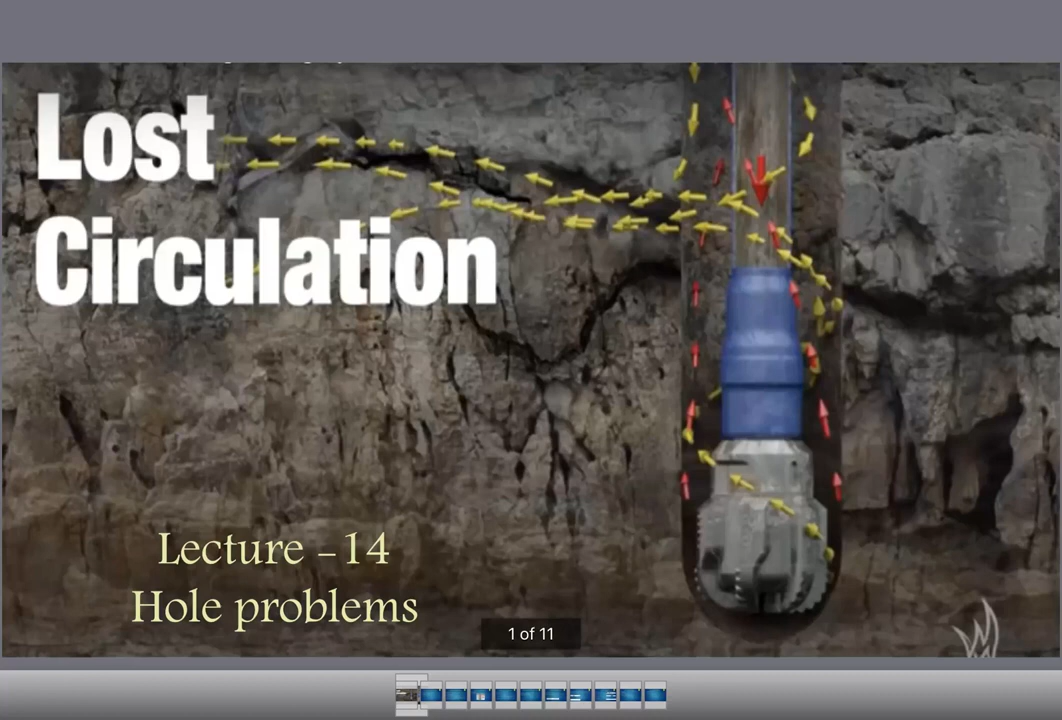 Lost
Circulation
Lecture -14
Hole problems
1 of 11